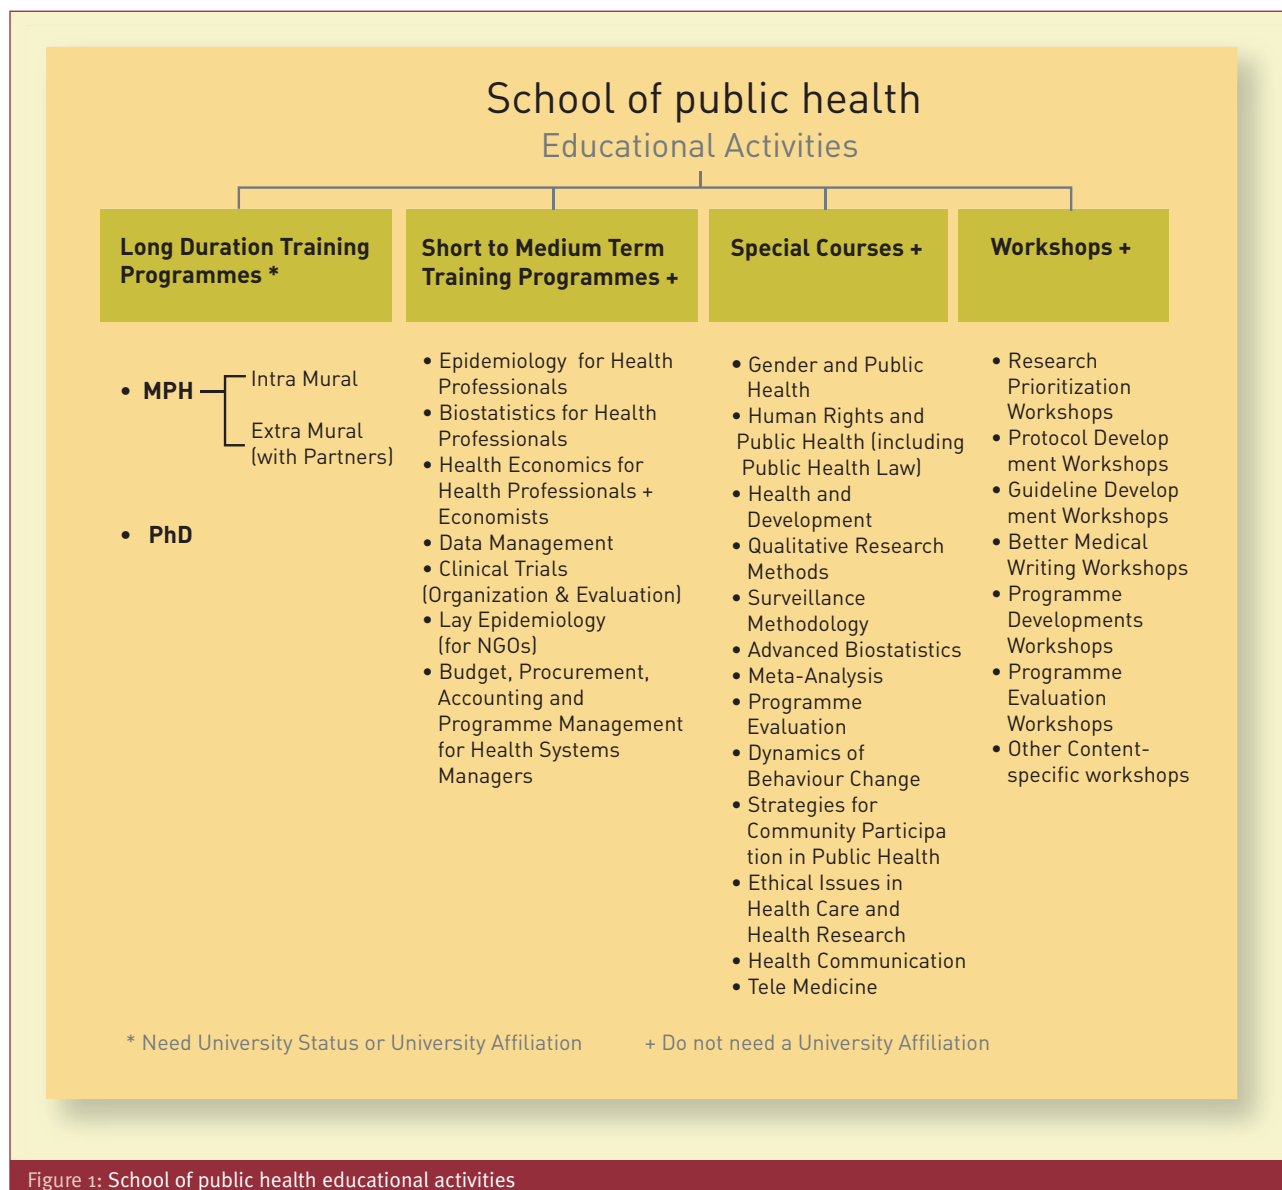 School of public health
Educational Activities
Long Duration Training
Programmes *
• MPH
Intra Mural
Extra Mural
(with Partners)
• PhD
Short to Medium Term
Training Programmes +
• Epidemiology for Health
Professionals
• Biostatistics for Health
Professionals
• Health Economics for
Health Professionals +
Economists
• Data Management
• Clinical Trials
(Organization & Evaluation)
• Lay Epidemiology
(for NGOs)
• Budget, Procurement,
Accounting and
Programme Management
for Health Systems
Managers
Special Courses +
• Gender and Public
Health
• Human Rights and
Public Health (including
Public Health Law)
• Health and
Development
• Qualitative Research
Methods
• Surveillance
Methodology
• Advanced Biostatistics
• Meta-Analysis
• Programme
Evaluation
• Dynamics of
Behaviour Change
• Strategies for
Community Participa
tion in Public Health
• Ethical Issues in
Health Care and
Health Research
• Health Communication
• Tele Medicine
Workshops +
• Research
Prioritization
Workshops
• Protocol Develop
ment Workshops
• Guideline Develop
ment Workshops
• Better Medical
Writing Workshops
• Programme
Developments
Workshops
• Programme
Evaluation
Workshops
• Other Content-
specific workshops
* Need University Status or University Affiliation
+ Do not need a University Affiliation
Figure 1: School of public health educational activities